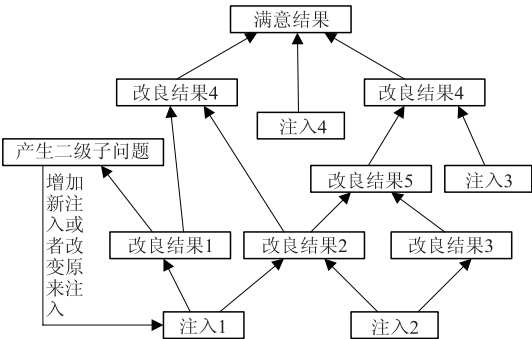 满意结果
改良结果4
改良结果4
注入4
产生二级子问题
改良结果5
注入3
增加
新注
入或
者改
变原
来注
入
改良结果1
改良结果2
改良结果3
注入1
注入2